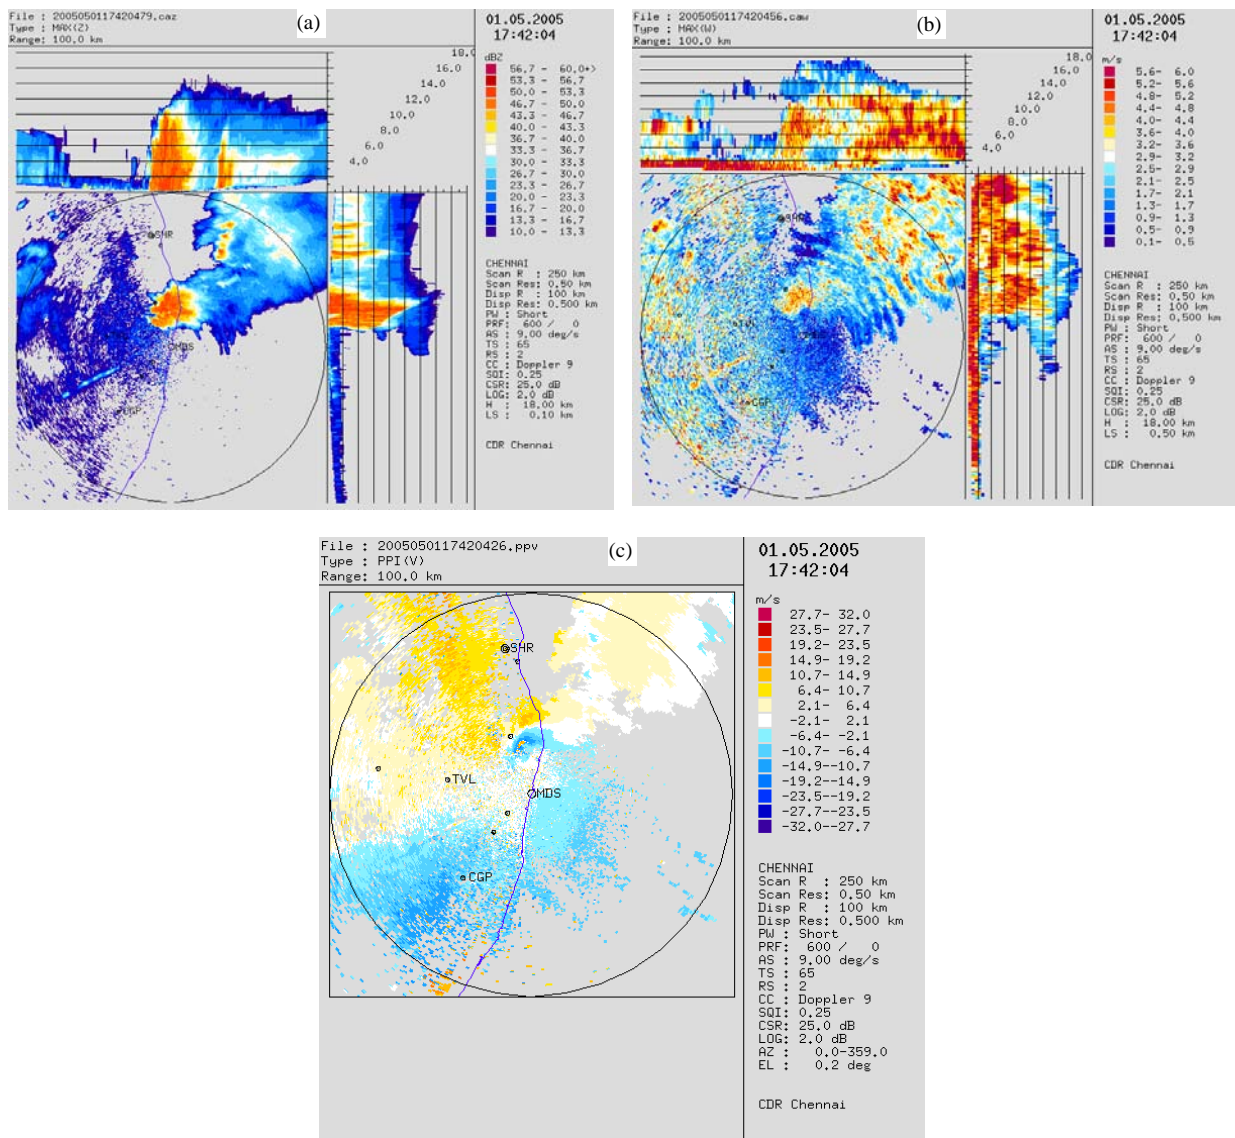 (a)
File : 2005050117420479.caz
Type : MAX(Z)
Range: 100.0 km
01.05.2005
17:42:04
18.0
16.0
14.0
12.0
10.0
8.0
6.0
4.0
SHR
MDS
CGP
dBZ
56.7 - 60.0+>
53.3 - 56.7
50.0 - 53.3
46.7 - 50.0
43.3 - 46.7
40.0 - 43.3
36.7 - 40.0
33.3 - 36.7
30.0 - 33.3
26.7 - 30.0
23.3 - 26.7
20.0 - 23.3
16.7 - 20.0
13.3 - 16.7
10.0 - 13.3
CHENNAI
Scan R : 250 km
Scan Res: 0.50 km
Disp R : 100 km
Disp Res: 0.500 km
PW : Short
PRF: 600 / 0
AS : 9.00 deg/s
TS : 65
RS : 2
CC : Doppler 9
SQI: 0.25
CSR: 25.0 dB
LOG: 2.0 dB
H : 18.00 km
LS : 0.10 km
CDR Chennai
(b)
File : 2005050117420456.caw
Type : MAX(W)
Range: 100.0 km
01.05.2005
17:42:04
18.0
16.0
14.0
12.0
10.0
8.0
6.0
4.0
SHR
TVL
MDS
CGP
m/s
5.6- 6.0
5.2- 5.6
4.8- 5.2
4.4- 4.8
4.0- 4.4
3.6- 4.0
3.2- 3.6
2.9- 3.2
2.5- 2.9
2.1- 2.5
1.7- 2.1
1.3- 1.7
0.9- 1.3
0.5- 0.9
0.1- 0.5
CHENNAI
Scan R : 250 km
Scan Res: 0.50 km
Disp R : 100 km
Disp Res: 0.500 km
PW : Short
PRF: 600 / 0
AS : 9.00 deg/s
TS : 65
RS : 2
CC : Doppler 9
SQI: 0.25
CSR: 25.0 dB
LOG: 2.0 dB
H : 18.00 km
LS : 0.50 km
CDR Chennai
(c)
File : 2005050117420426.ppv
Type : PPI(V)
Range: 100.0 km
01.05.2005
17:42:04
SHR
TVL
MDS
CGP
m/s
27.7- 32.0
23.5- 27.7
19.2- 23.5
14.9- 19.2
10.7- 14.9
6.4- 10.7
2.1- 6.4
-2.1- 2.1
-6.4- -2.1
-10.7- -6.4
-14.9--10.7
-19.2--14.9
-23.5--19.2
-27.7--23.5
-32.0--27.7
CHENNAI
Scan R : 250 km
Scan Res: 0.50 km
Disp R : 100 km
Disp Res: 0.500 km
PW : Short
PRF: 600 / 0
AS : 9.00 deg/s
TS : 65
RS : 2
CC : Doppler 9
SQI: 0.25
CSR: 25.0 dB
LOG: 2.0 dB
AZ : 0.0-359.0
EL : 0.2 deg
CDR Chennai